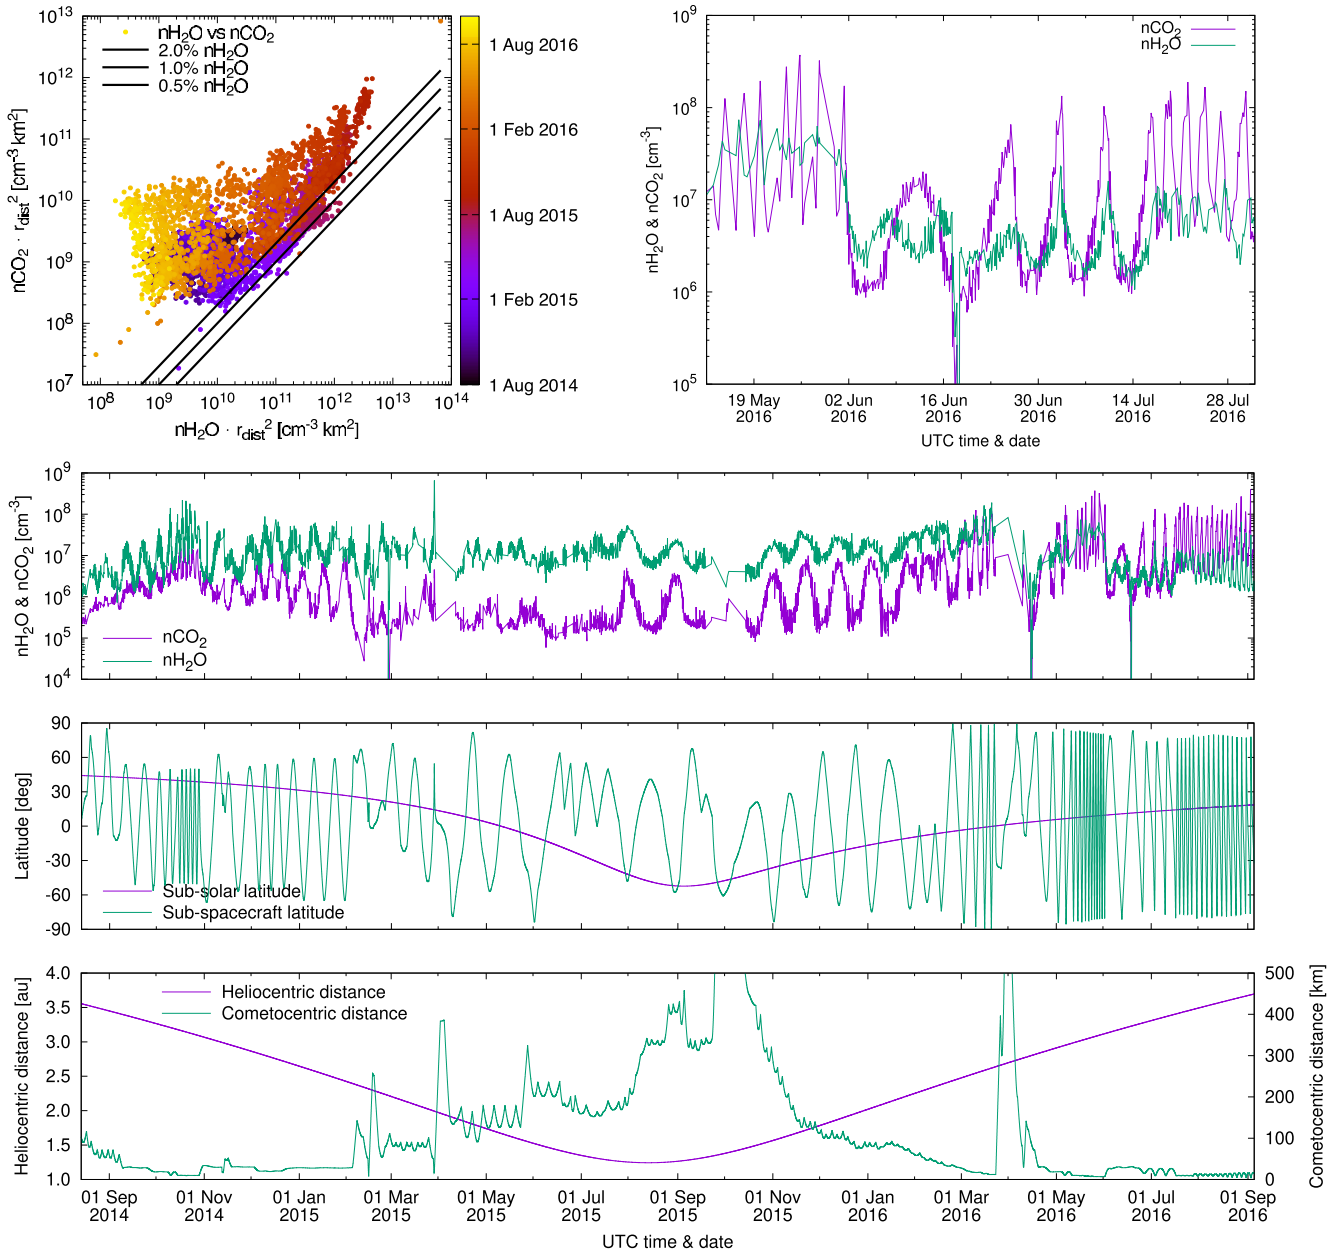 10^13
10^12
10^11
10^10
10^9
10^8
10^7
nCO2 · rdist^2 [cm^-3 km^2]
nH2O vs nCO2
2.0% nH2O
1.0% nH2O
0.5% nH2O
10^8 10^9 10^10 10^11 10^12 10^13 10^14
nH2O · rdist^2 [cm^-3 km^2]
1 Aug 2016
1 Feb 2016
1 Aug 2015
1 Feb 2015
1 Aug 2014
10^9
10^8
10^7
10^6
10^5
nH2O & nCO2 [cm^-3]
nCO2
nH2O
19 May 02 Jun 16 Jun 30 Jun 14 Jul 28 Jul
2016 2016 2016 2016 2016 2016
UTC time & date
10^9
10^8
10^7
10^6
10^5
10^4
nH2O & nCO2 [cm^-3]
nCO2
nH2O
90
60
30
0
-30
-60
-90
Latitude [deg]
Sub-solar latitude
Sub-spacecraft latitude
4.0
3.5
3.0
2.5
2.0
1.5
1.0
Heliocentric distance [au]
Heliocentric distance
Cometocentric distance
500
400
300
200
100
0
Cometocentric distance [km]
01 Sep 01 Nov 01 Jan 01 Mar 01 May 01 Jul 01 Sep 01 Nov 01 Jan 01 Mar 01 May 01 Jul 01 Sep
2014 2014 2015 2015 2015 2015 2015 2015 2016 2016 2016 2016 2016
UTC time & date